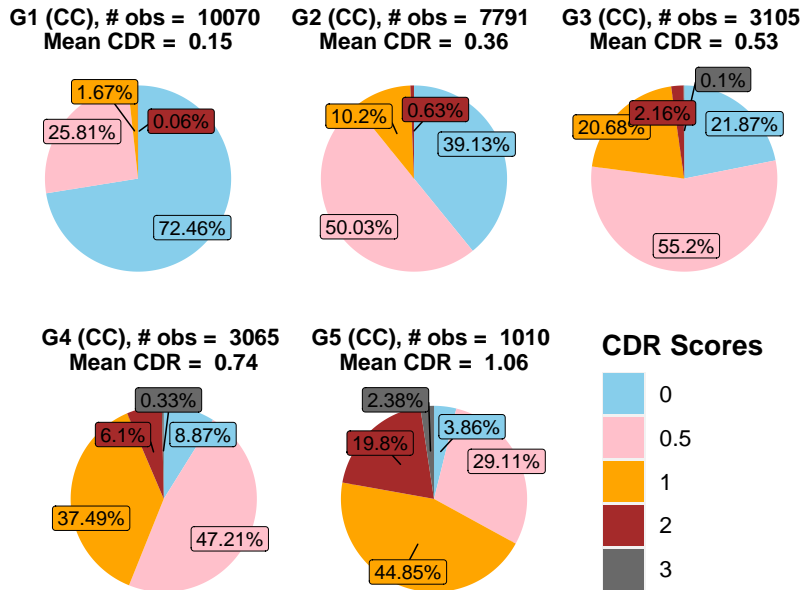 G1 (CC), # obs = 10070
Mean CDR = 0.15
1.67%
0.06%
25.81%
72.46%
G2 (CC), # obs = 7791
Mean CDR = 0.36
10.2%
0.63%
39.13%
50.03%
G3 (CC), # obs = 3105
Mean CDR = 0.53
0.1%
2.16%
20.68%
21.87%
55.2%
G4 (CC), # obs = 3065
Mean CDR = 0.74
0.33%
6.1%
8.87%
37.49%
47.21%
G5 (CC), # obs = 1010
Mean CDR = 1.06
2.38%
3.86%
19.8%
29.11%
44.85%
CDR Scores
0
0.5
1
2
3